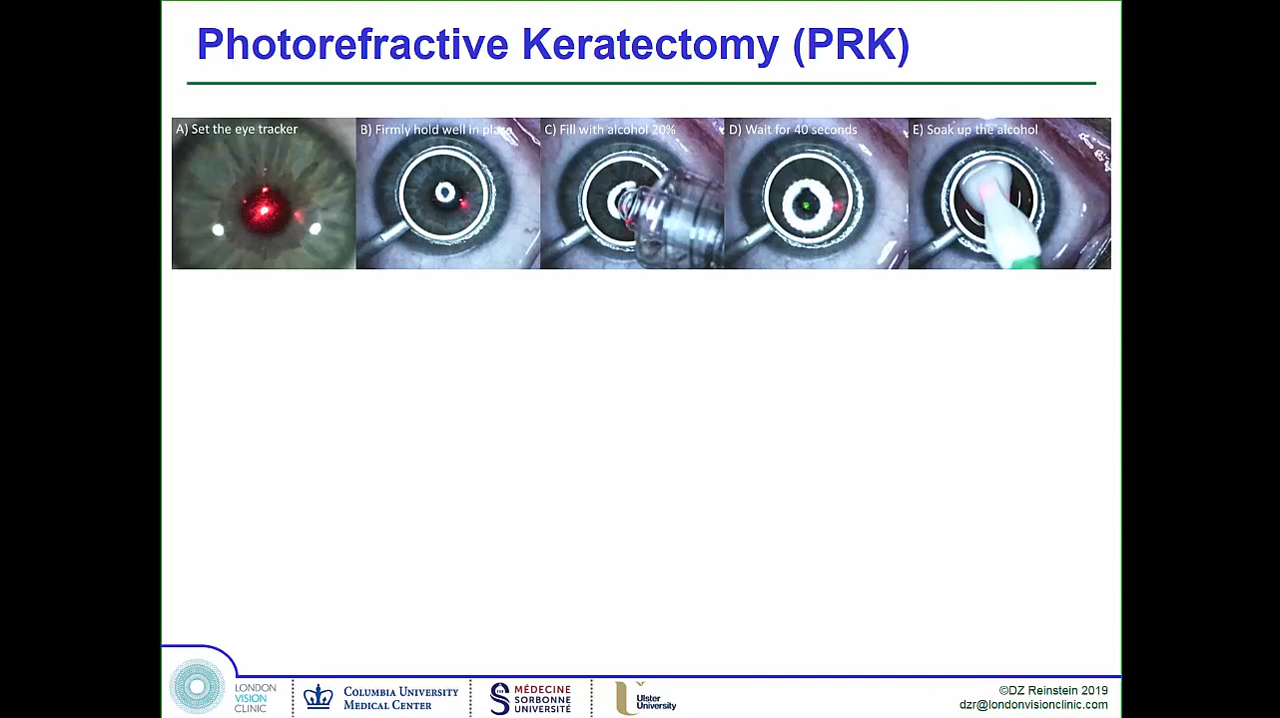 Photorefractive Keratectomy (PRK)
A) Set the eye tracker
B) Firmly hold well in place
C) Fill with alcohol 20%
D) Wait for 40 seconds
E) Soak up the alcohol
LONDON
VISION
CLINIC
COLUMBIA UNIVERSITY
MEDICAL CENTER
MÉDECINE
SORBONNE
UNIVERSITÉ
Ulster
University
©DZ Reinstein 2019
dzr@londonvisionclinic.com